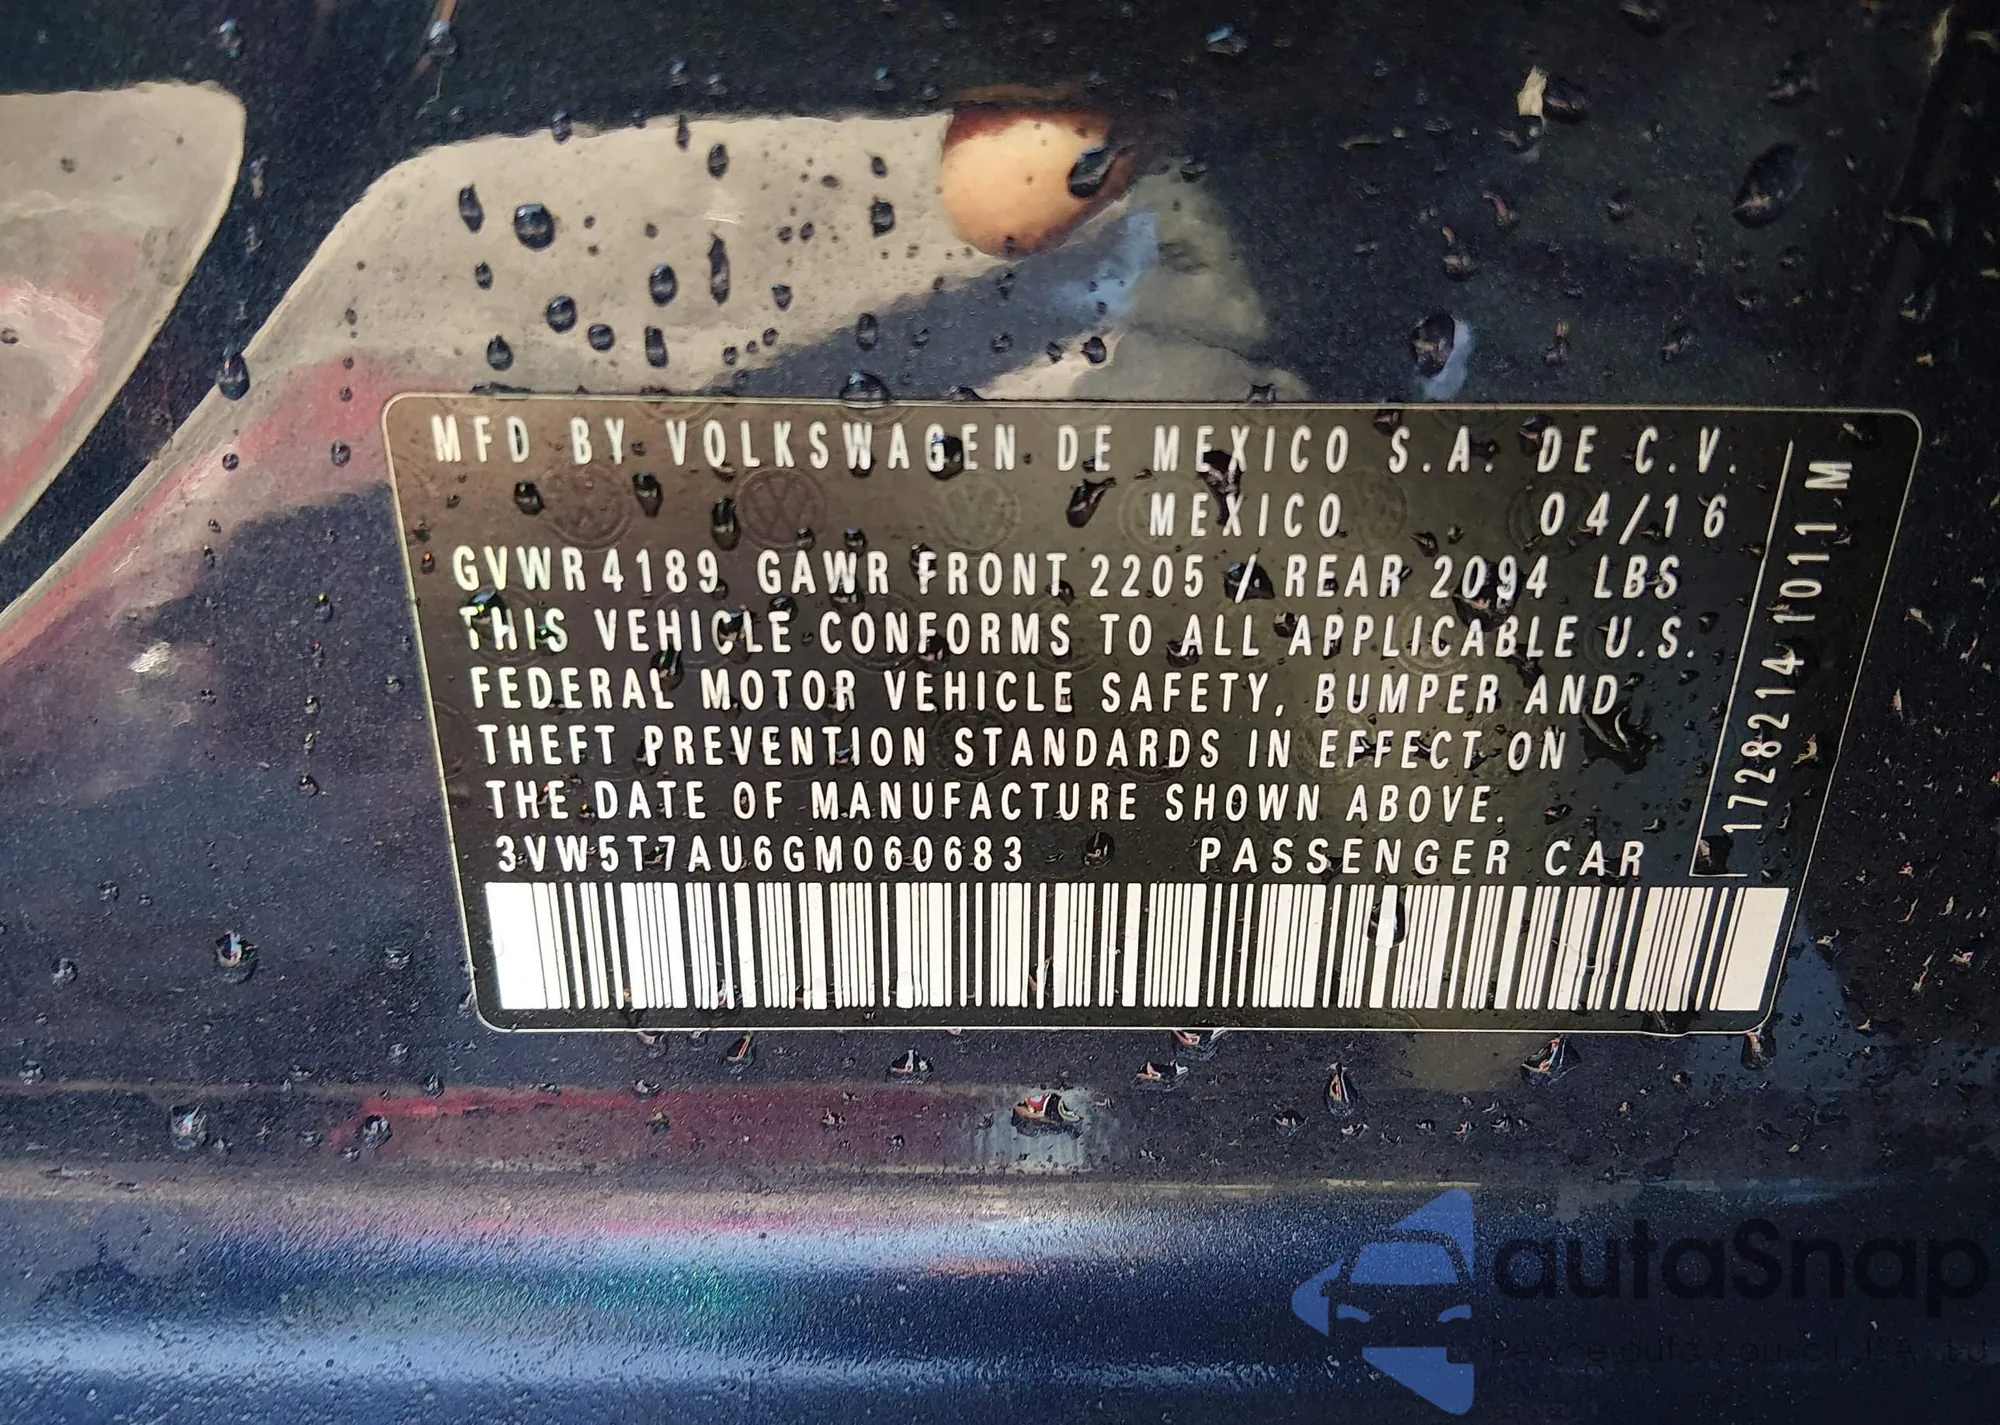 MFD BY VOLKSWAGEN DE MEXICO S.A. DE C.V.
MEXICO 04/16
GVWR 4189 GAWR FRONT 2205 / REAR 2094 LBS
THIS VEHICLE CONFORMS TO ALL APPLICABLE U.S.
FEDERAL MOTOR VEHICLE SAFETY, BUMPER AND
THEFT PREVENTION STANDARDS IN EFFECT ON
THE DATE OF MANUFACTURE SHOWN ABOVE.
3VW5T7AU6GM060683 PASSENGER CAR
1728214 1011 M
autaSnap